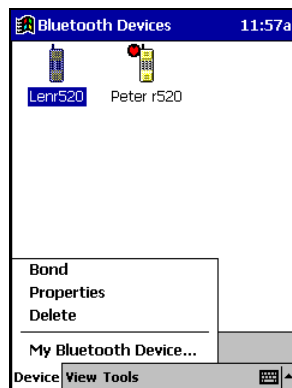 Bluetooth Devices 11:57a
Lenr520 Peter r520
Bond
Properties
Delete
My Bluetooth Device...
Device View Tools